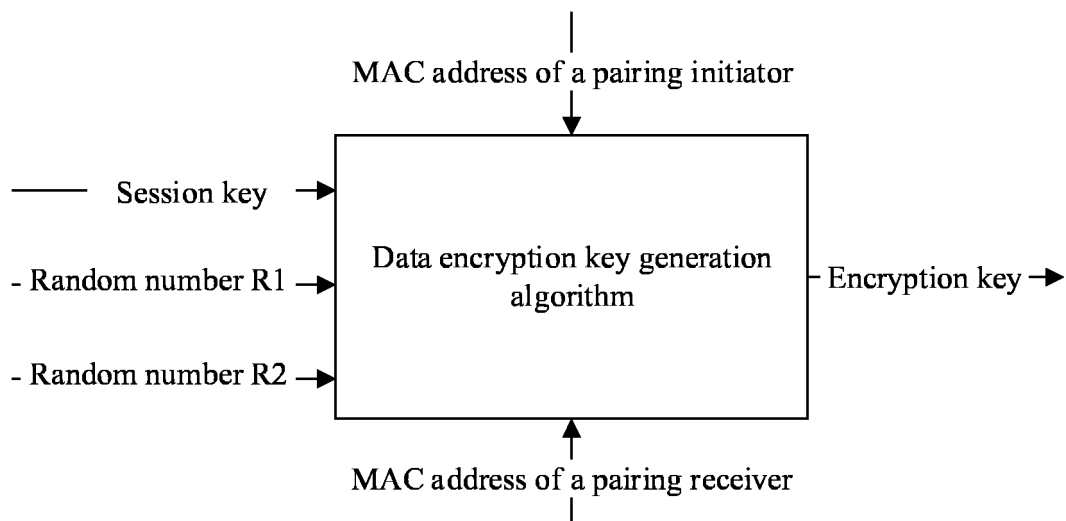 MAC address of a pairing initiator
Session key
Random number R1
Random number R2
Data encryption key generation
algorithm
Encryption key
MAC address of a pairing receiver